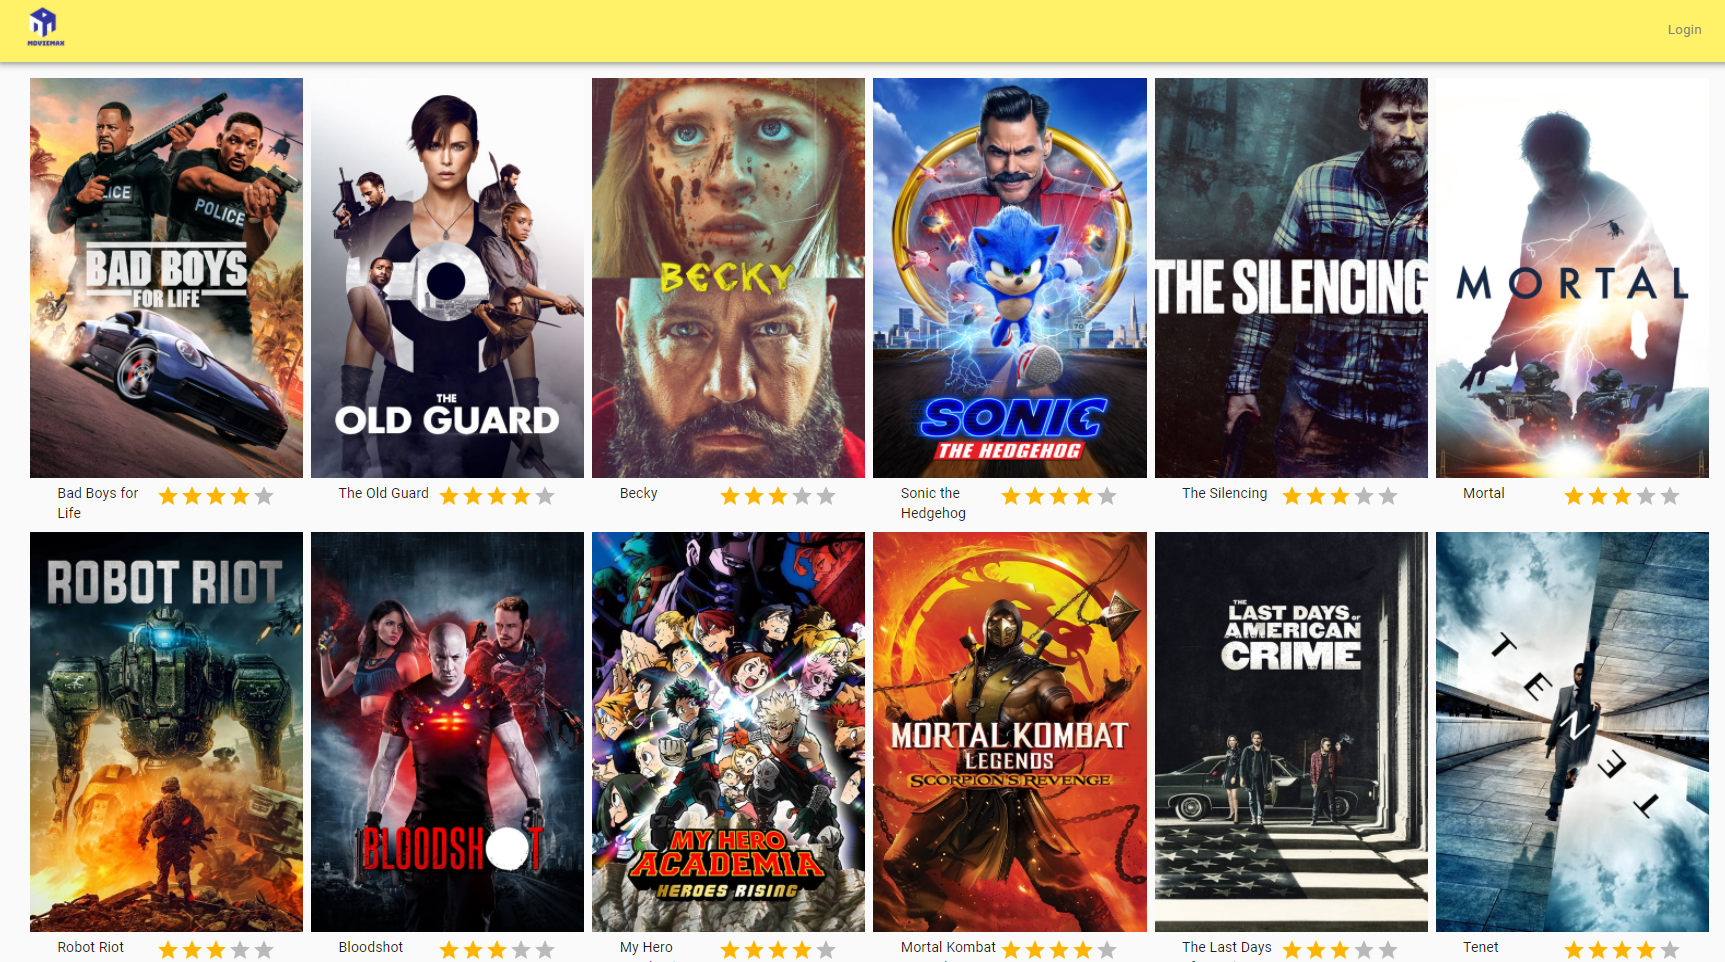 MOVIEMAX
Login
POLICE
POLICE
BAD BOYS
FOR LIFE
THE
OLD GUARD
BECKY
70
SONIC
THE HEDGEHOG
THE SILENCING
MORTAL
Bad Boys for
Life
The Old Guard
Becky
Sonic the
Hedgehog
The Silencing
Mortal
ROBOT RIOT
BLOODSHOT
MY HERO
ACADEMIA
HEROES RISING
MORTAL KOMBAT
LEGENDS
SCORPION'S REVENGE
THE
LAST DAYS OF
AMERICAN
CRIME
TENET
Robot Riot
Bloodshot
My Hero
Mortal Kombat
The Last Days
Tenet